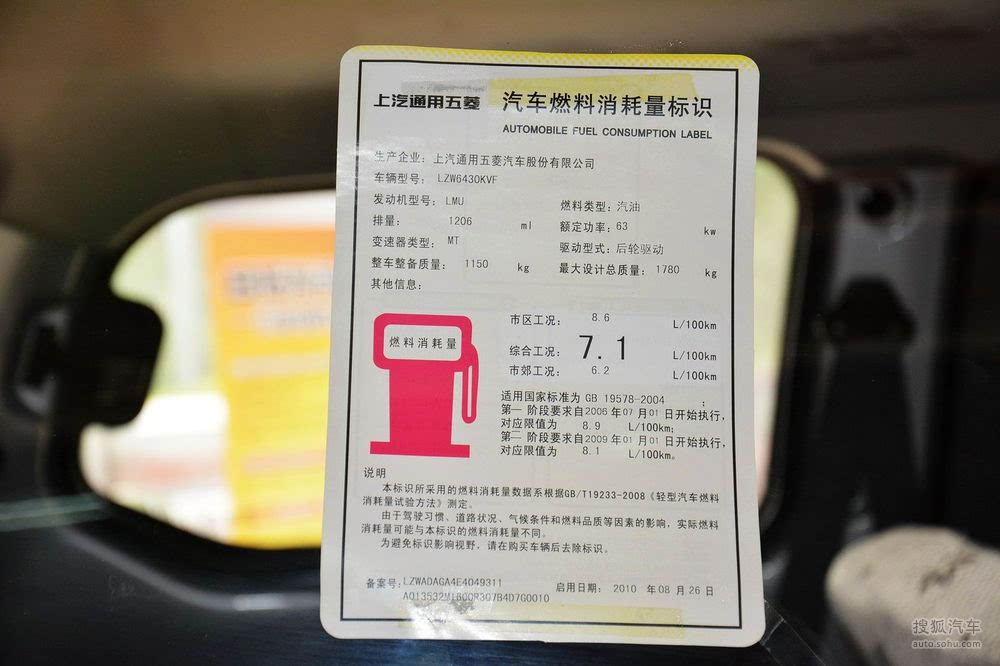 上汽通用五菱 汽车燃料消耗量标识
AUTOMOBILE FUEL CONSUMPTION LABEL
生产企业: 上汽通用五菱汽车股份有限公司
车辆型号: LZW6430KVF
发动机型号: LMU 燃料类型: 汽油
排量: 1206 ml 额定功率: 63 kw
变速器类型: MT 驱动型式: 后轮驱动
整车整备质量: 1150 kg 最大设计总质量: 1780 kg
其他信息:
燃料消耗量
市区工况: 8.6 L/100km
综合工况: 7.1 L/100km
市郊工况: 6.2 L/100km
适用国家标准为 GB 19578-2004 ;
第一阶段要求自2006年07月01日开始执行,
对应限值为 8.9 L/100km;
第二阶段要求自2009年01月01日开始执行,
对应限值为 8.1 L/100km。
说明
本标识所采用的燃料消耗量数据系根据GB/T19233-2008《轻型汽车燃料
消耗量试验方法》测定。
由于驾驶习惯、道路状况、气候条件和燃料品质等因素的影响,实际燃料
消耗量可能与本标识的燃料消耗量不同。
为避免标识影响视野,请在购买车辆后去除标识。
备案号: LZWADAGA4E4049311 启用日期: 2010 年08月26日
搜狐汽车
auto.sohu.com